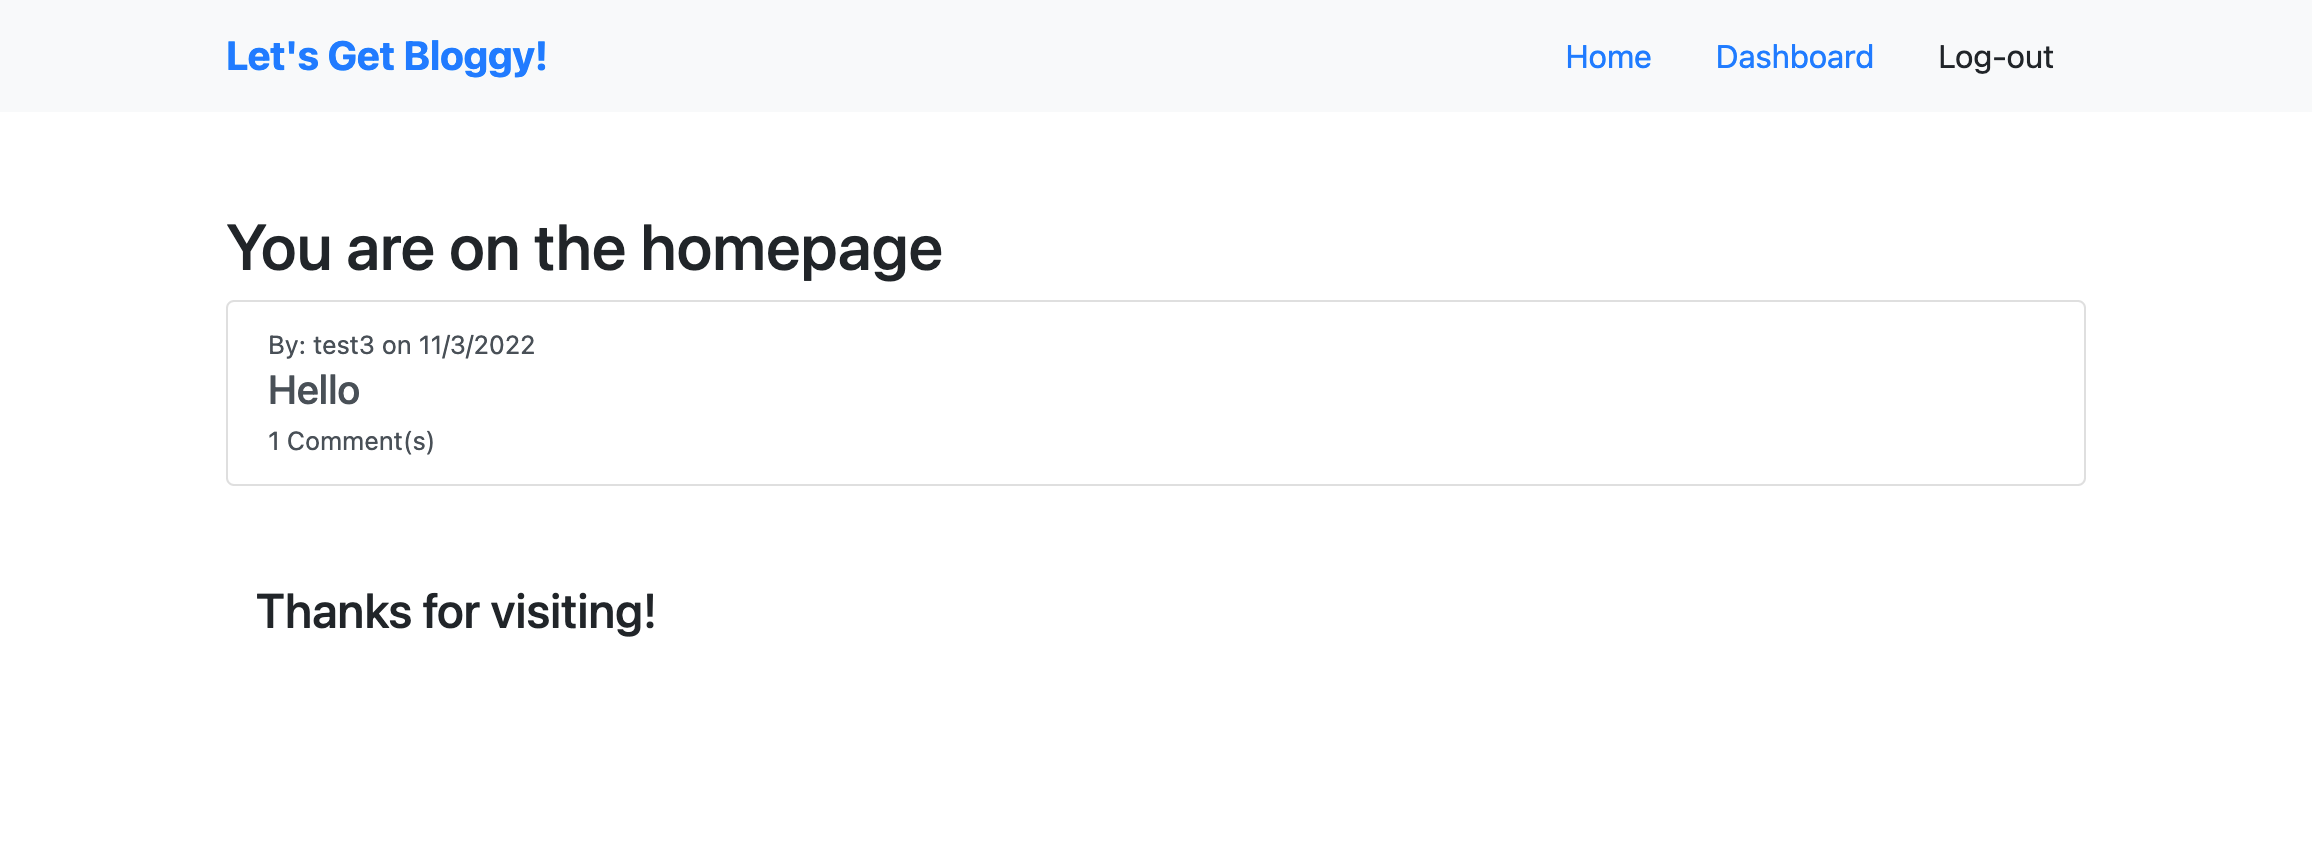 Let's Get Bloggy!
Home Dashboard Log-out
You are on the homepage
By: test3 on 11/3/2022
Hello
1 Comment(s)
Thanks for visiting!